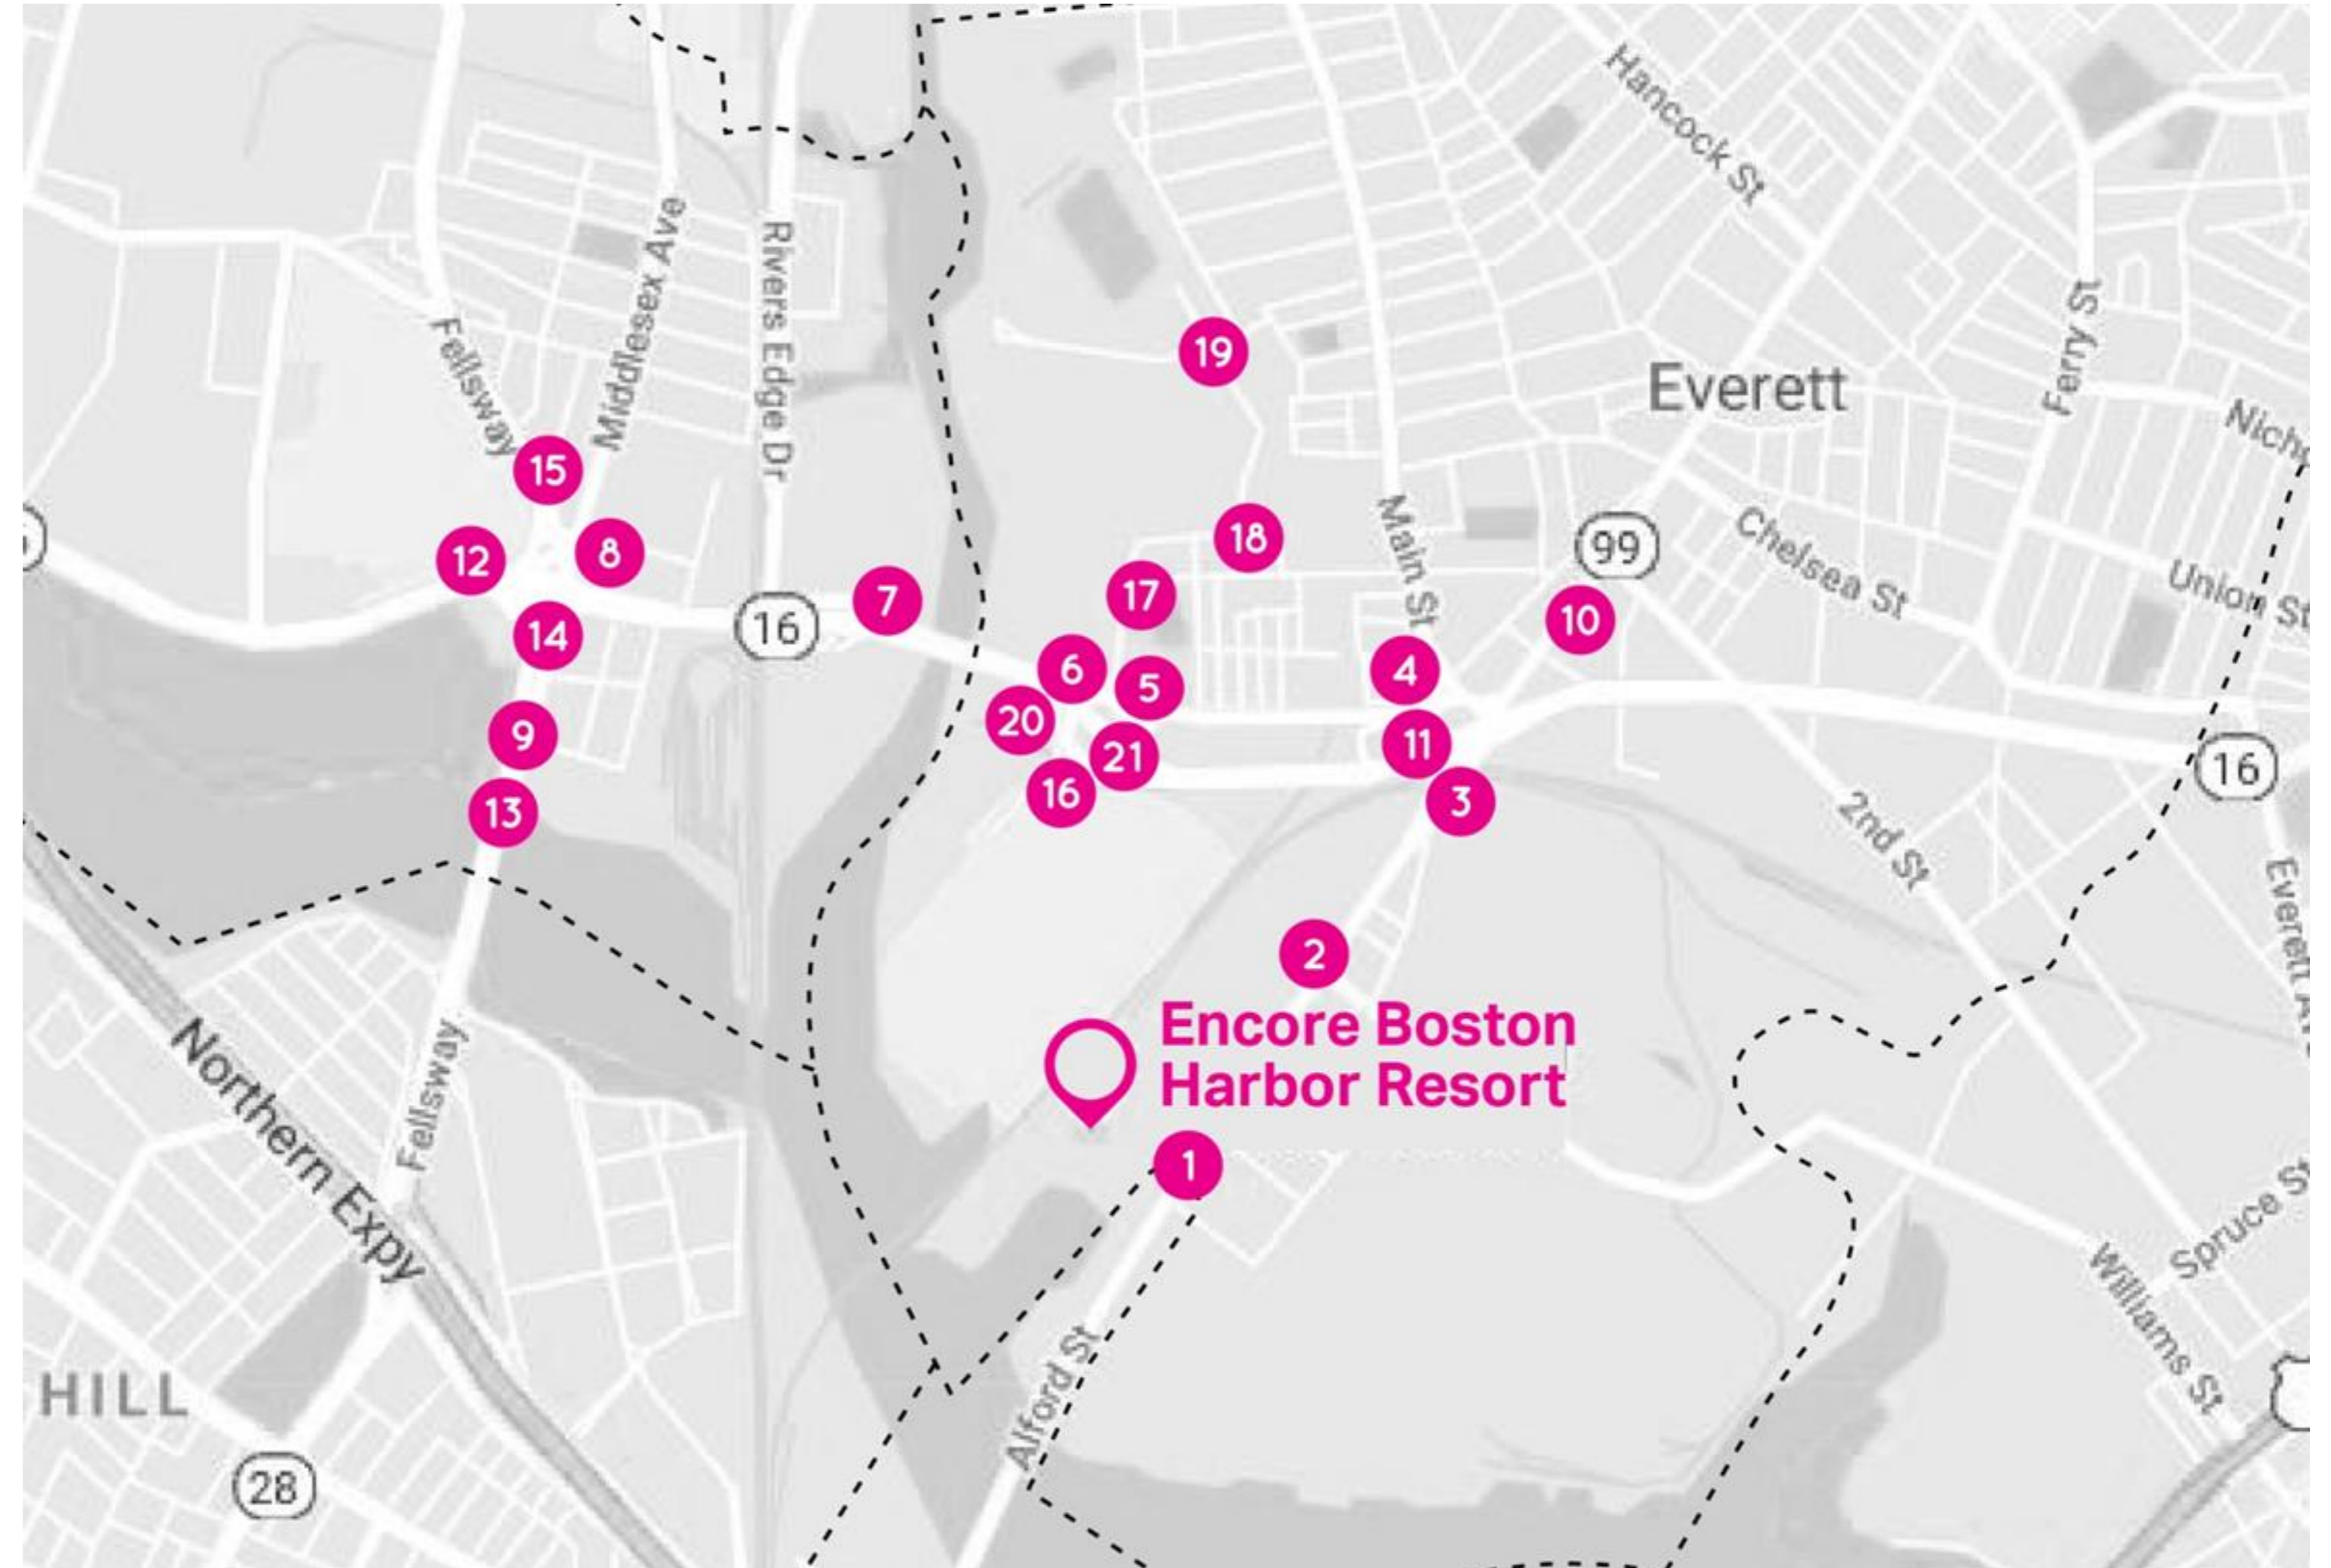 Hancock St
Middlesex Ave
Rivers Edge Dr
Fellsway
19
Everett
Ferry St
15
Main St
99
Chelsea St
Union St
12
8
18
7
17
16
10
14
6
5
4
20
9
11
21
16
13
3
16
2nd St
2
Encore Boston
Harbor Resort
Northern Expy
Fellsway
1
Spruce St
Williams St
Alford St
HILL
28